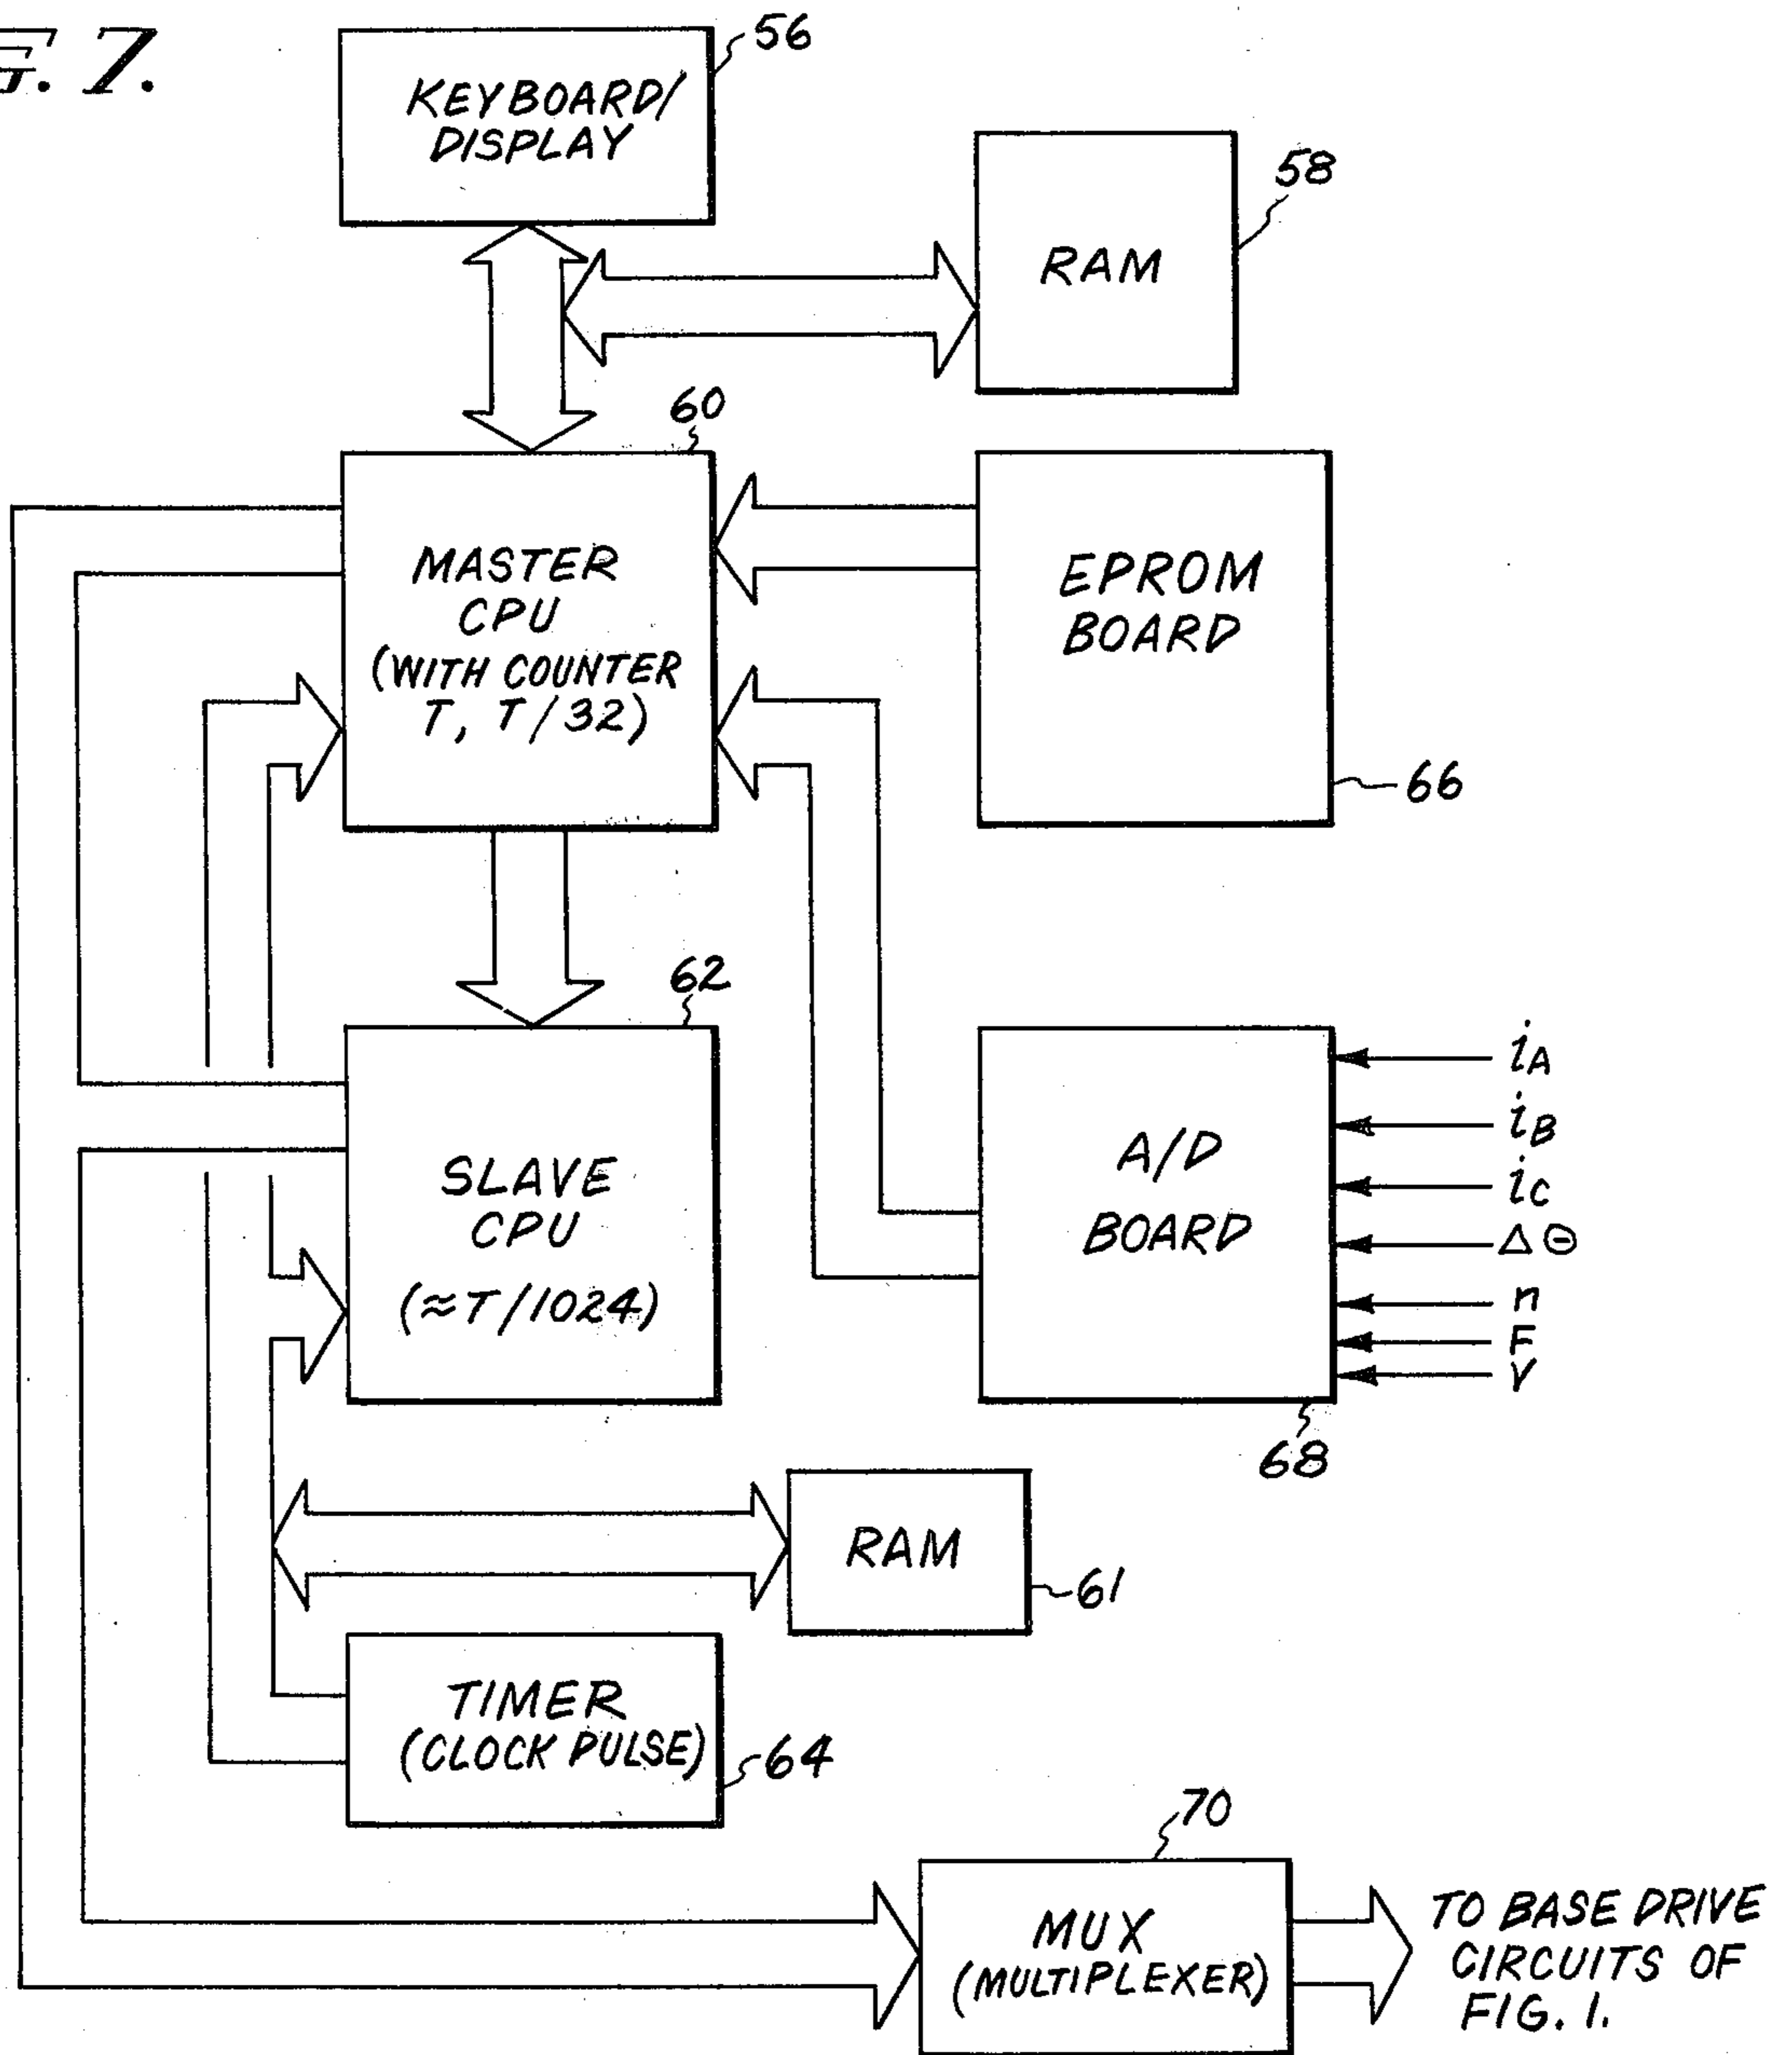 G. 7.
56
KEYBOARD/
DISPLAY
58
RAM
60
MASTER
CPU
(WITH COUNTER
T, T/32)
EPROM
BOARD
66
62
SLAVE
CPU
(≈T/1024)
A/D
BOARD
iA
iB
iC
ΔΘ
n
F
68
RAM
61
TIMER
(CLOCK PULSE)
64
70
MUX
(MULTIPLEXER)
TO BASE DRIVE
CIRCUITS OF
FIG. 1.